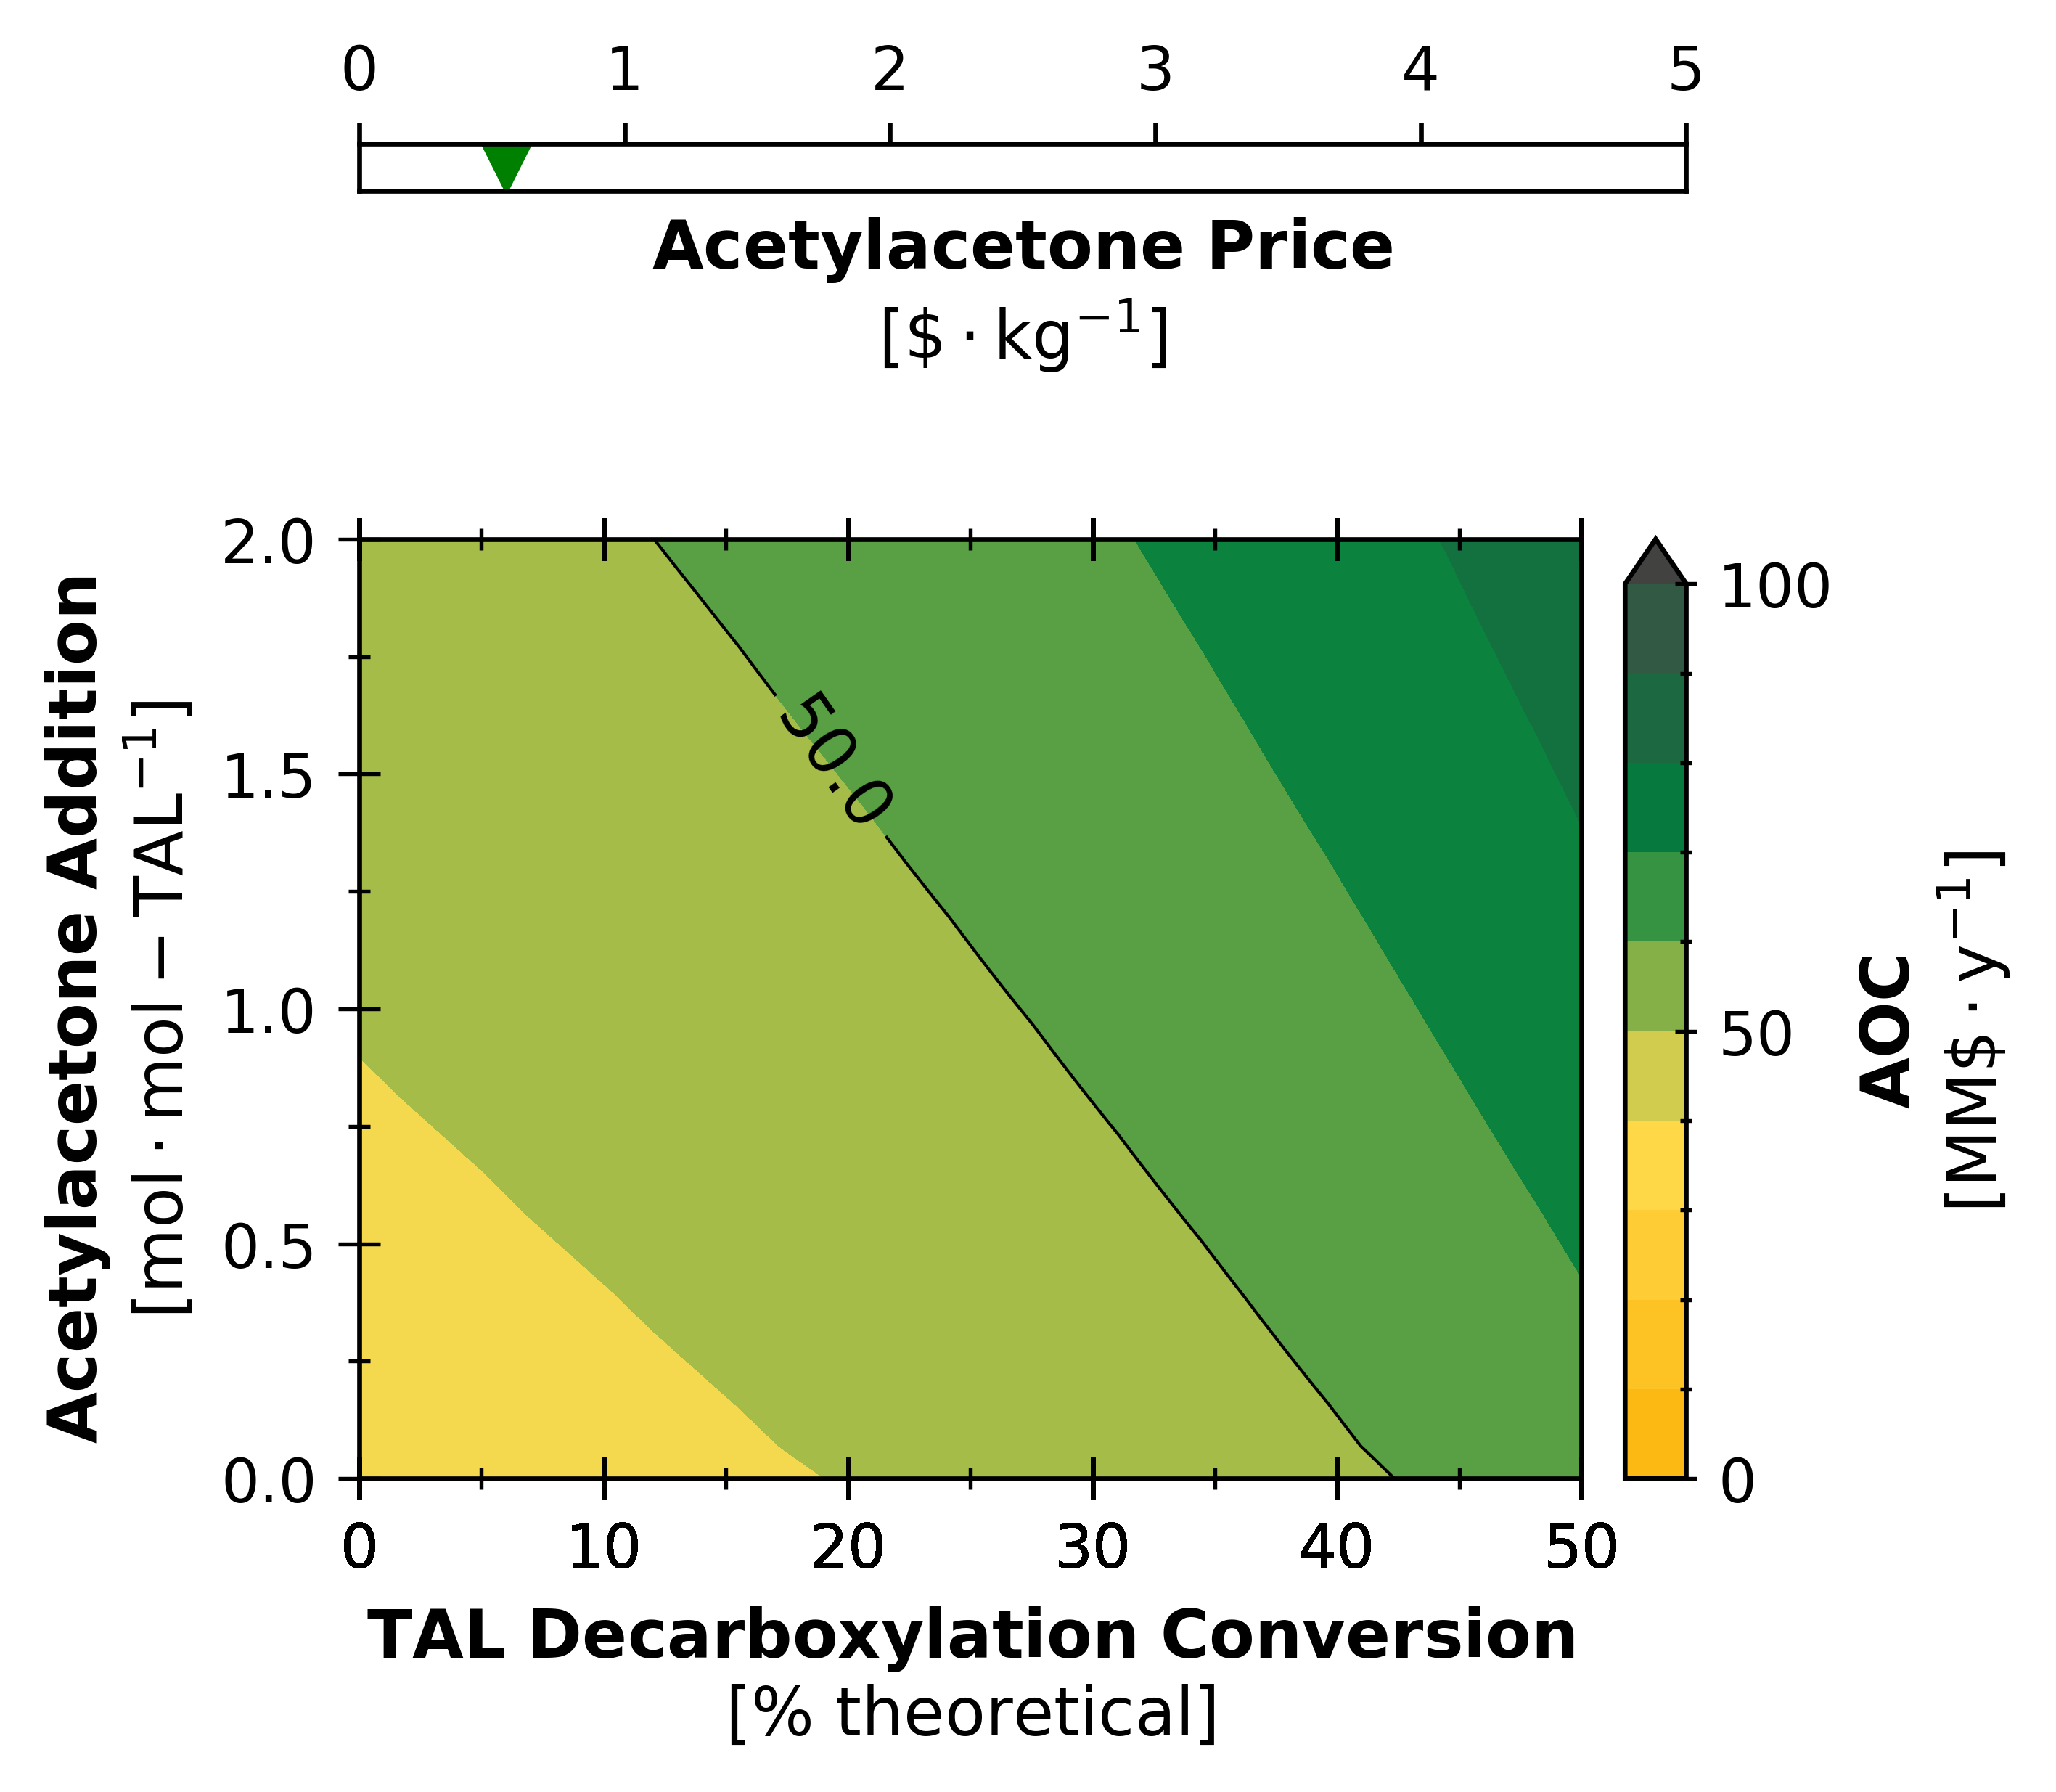 0 1 2 3 4 5
Acetylacetone Price
[$ · kg⁻¹]
Acetylacetone Addition
[mol · mol − TAL⁻¹]
2.0
1.5
1.0
0.5
0.0
50.0
0 10 20 30 40 50
TAL Decarboxylation Conversion
[% theoretical]
100
50
0
AOC
[MM$ · y⁻¹]